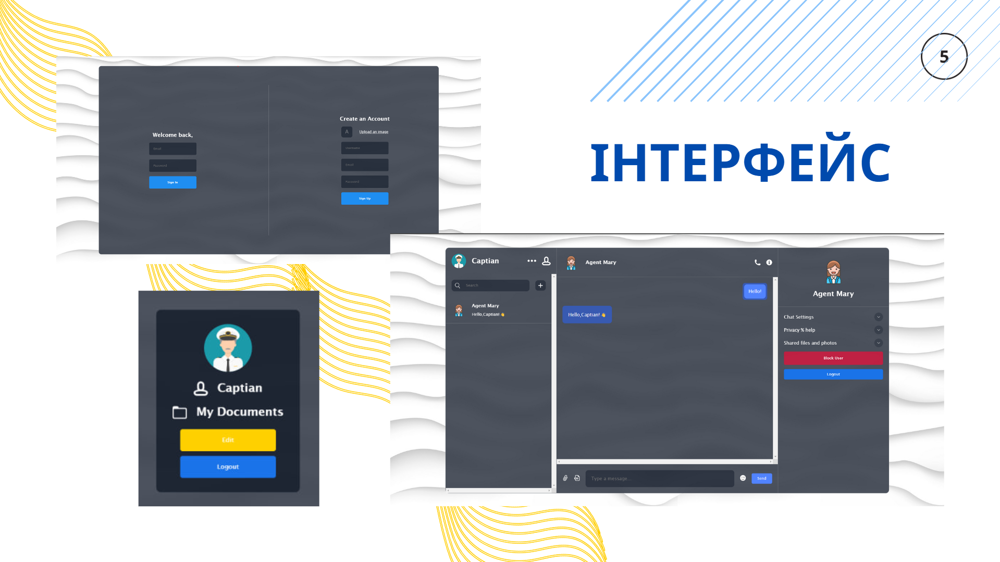 5
ІНТЕРФЕЙС
Welcome back,
Email
Password
Sign In
Create an Account
A
Upload an image
Username
Email
Password
Sign Up
Captian
My Documents
Edit
Logout
Captian
Search
Agent Mary
Hello,Captian! 👋
Agent Mary
Hello!
Hello,Captian! 👋
Type a message...
Send
Agent Mary
Chat Settings
Privacy % help
Shared files and photos
Block User
Logout